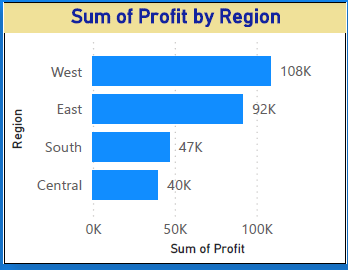 Sum of Profit by Region
Region
West 108K
East 92K
South 47K
Central 40K
0K 50K 100K
Sum of Profit